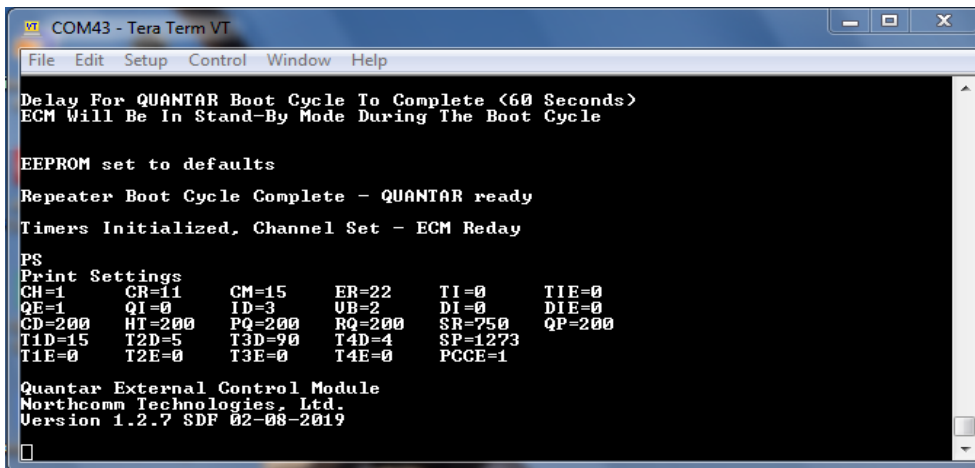 COM43 - Tera Term VT
File Edit Setup Control Window Help
Delay For QUANTAR Boot Cycle To Complete (60 Seconds)
ECM Will Be In Stand-By Mode During The Boot Cycle
EEPROM set to defaults
Repeater Boot Cycle Complete - QUANTAR ready
Timers Initialized, Channel Set - ECM Reday
PS
Print Settings
CH=1 CR=11 CM=15 ER=22 TI=0 TIE=0
QE=1 QI=0 ID=3 VB=2 DI=0 DIE=0
CD=200 HT=200 PQ=200 RQ=200 SR=750 QP=200
T1D=15 T2D=5 T3D=90 T4D=4 SP=1273
T1E=0 T2E=0 T3E=0 T4E=0 PCCE=1
Quantar External Control Module
Northcomm Technologies, Ltd.
Version 1.2.7 SDF 02-08-2019